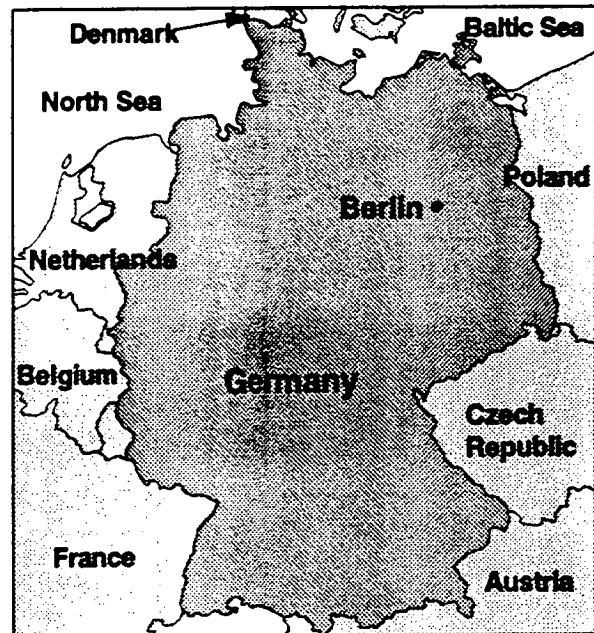 Denmark
Baltic Sea
North Sea
Poland
Berlin
Netherlands
Belgium
Germany
Czech
Republic
France
Austria